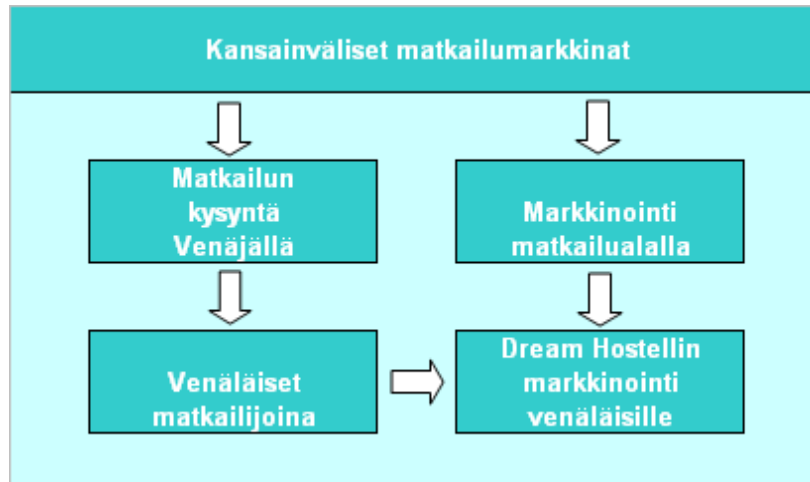 Kansainväliset matkailumarkkinat
Matkailun
kysyntä
Venäjällä
Markkinointi
matkailualalla
Venäläiset
matkailijoina
Dream Hostellin
markkinointi
venäläisille